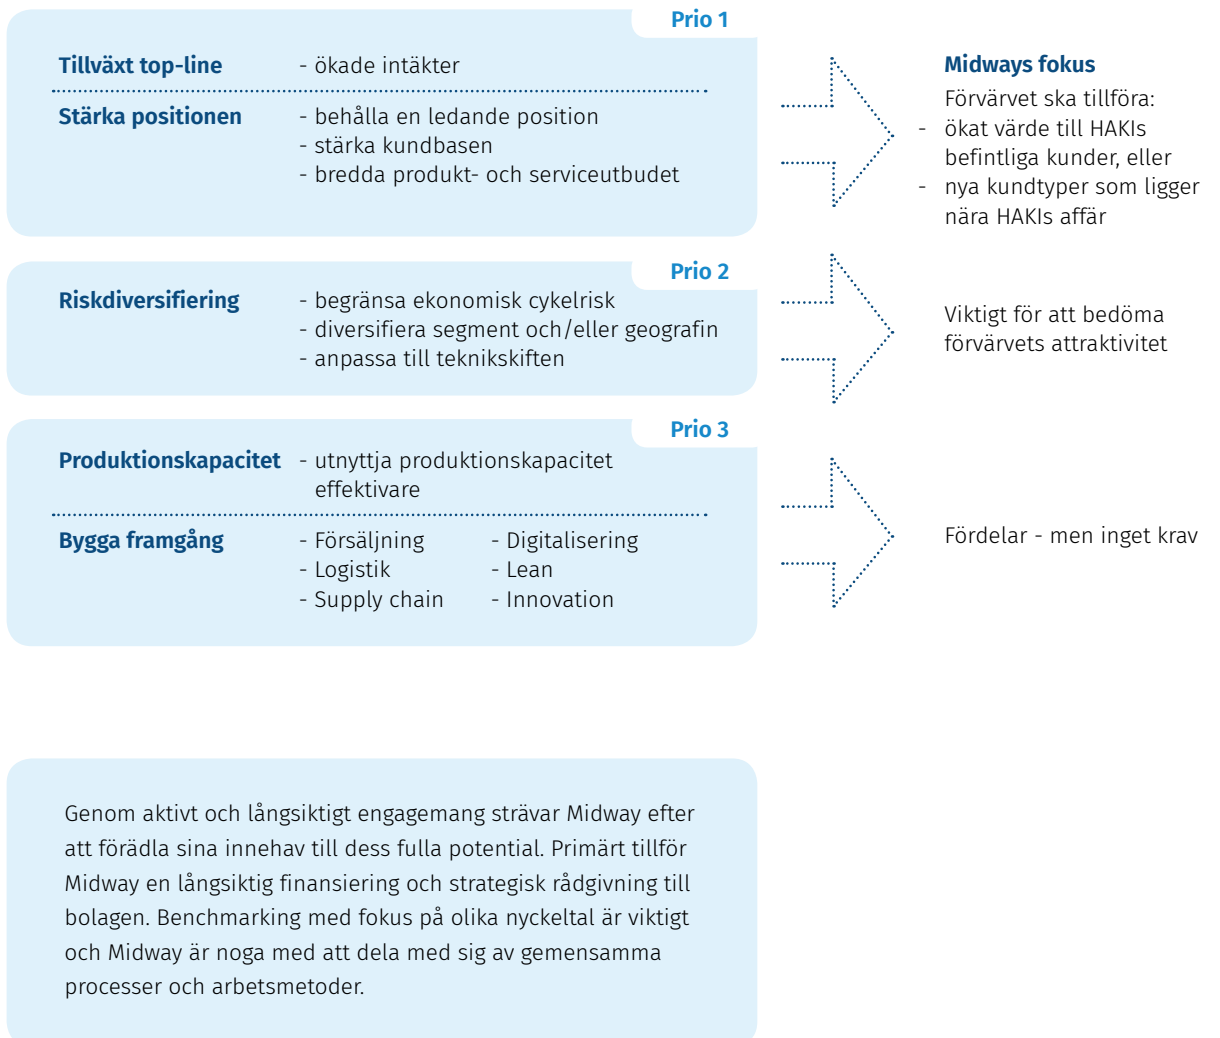 Prio 1
Tillväxt top-line - ökade intäkter
Stärka positionen - behålla en ledande position
- stärka kundbasen
- bredda produkt- och serviceutbudet
Midways fokus
Förvärvet ska tillföra:
- ökat värde till HAKIs
befintliga kunder, eller
- nya kundtyper som ligger
nära HAKIs affär
Prio 2
Riskdiversifiering - begränsa ekonomisk cykelrisk
- diversifiera segment och/eller geografin
- anpassa till teknikskiften
Viktigt för att bedöma
förvärvets attraktivitet
Prio 3
Produktionskapacitet - utnyttja produktionskapacitet
effektivare
Bygga framgång - Försäljning - Digitalisering
- Logistik - Lean
- Supply chain - Innovation
Fördelar - men inget krav
Genom aktivt och långsiktigt engagemang strävar Midway efter
att förädla sina innehav till dess fulla potential. Primärt tillför
Midway en långsiktig finansiering och strategisk rådgivning till
bolagen. Benchmarking med fokus på olika nyckeltal är viktigt
och Midway är noga med att dela med sig av gemensamma
processer och arbetsmetoder.